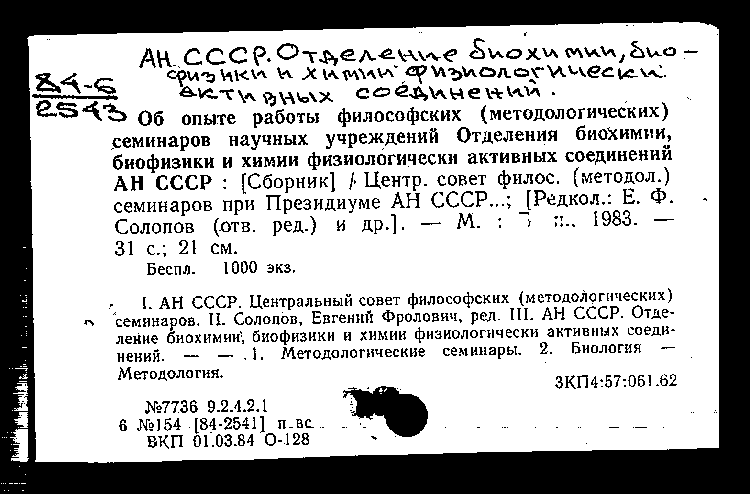 АН СССР. Отделение биохимии, био-
физики и химии физиологически
активных соединений.
84-6
2543
Об опыте работы философских (методологических)
семинаров научных учреждений Отделения биохимии,
биофизики и химии физиологически активных соединений
АН СССР : [Сборник] / Центр. совет филос. (методол.)
семинаров при Президиуме АН СССР...; [Редкол.: Е. Ф.
Солопов (отв. ред.) и др.]. — М. : 1983. —
31 с.; 21 см.
Беспл. 1000 экз.
I. АН СССР. Центральный совет философских (методологических)
семинаров. II. Солопов, Евгений Фролович, ред. III. АН СССР. Отде-
ление биохимии, биофизики и химии физиологически активных соеди-
нений. — — .1. Методологические семинары. 2. Биология —
Методология.
ЗКП4:57:061.62
№7736 9.2.4.2.1
6 №154 [84-2541] п-вс
ВКП 01.03.84 О-128